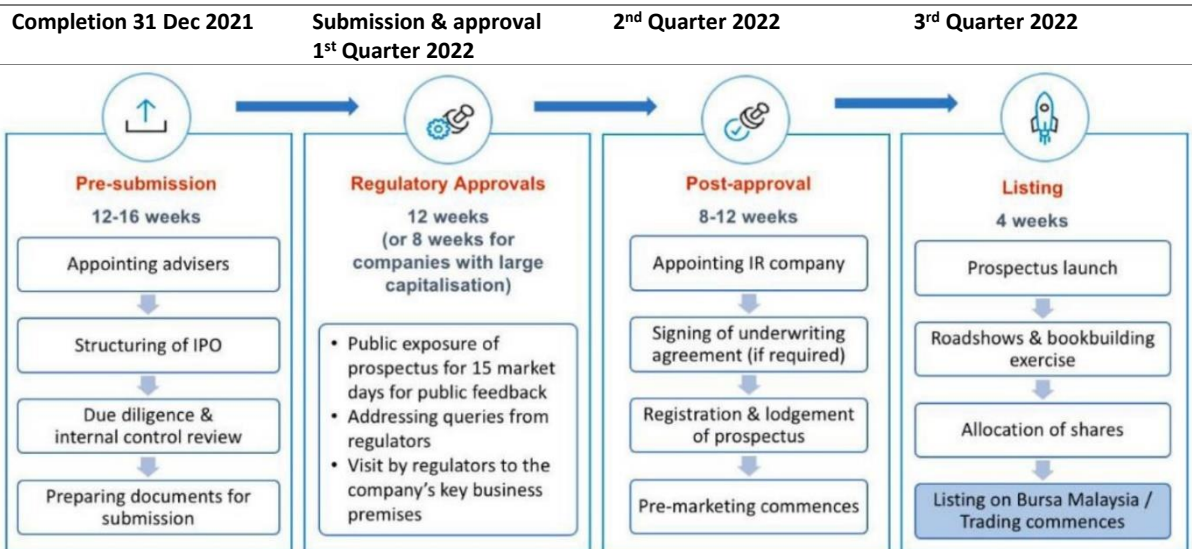 Completion 31 Dec 2021
Submission & approval
1st Quarter 2022
2nd Quarter 2022
3rd Quarter 2022
Pre-submission
12-16 weeks
Appointing advisers
Structuring of IPO
Due diligence &
internal control review
Preparing documents for
submission
Regulatory Approvals
12 weeks
(or 8 weeks for
companies with large
capitalisation)
• Public exposure of
prospectus for 15 market
days for public feedback
• Addressing queries from
regulators
• Visit by regulators to the
company's key business
premises
Post-approval
8-12 weeks
Appointing IR company
Signing of underwriting
agreement (if required)
Registration & lodgement
of prospectus
Pre-marketing commences
Listing
4 weeks
Prospectus launch
Roadshows & bookbuilding
exercise
Allocation of shares
Listing on Bursa Malaysia /
Trading commences